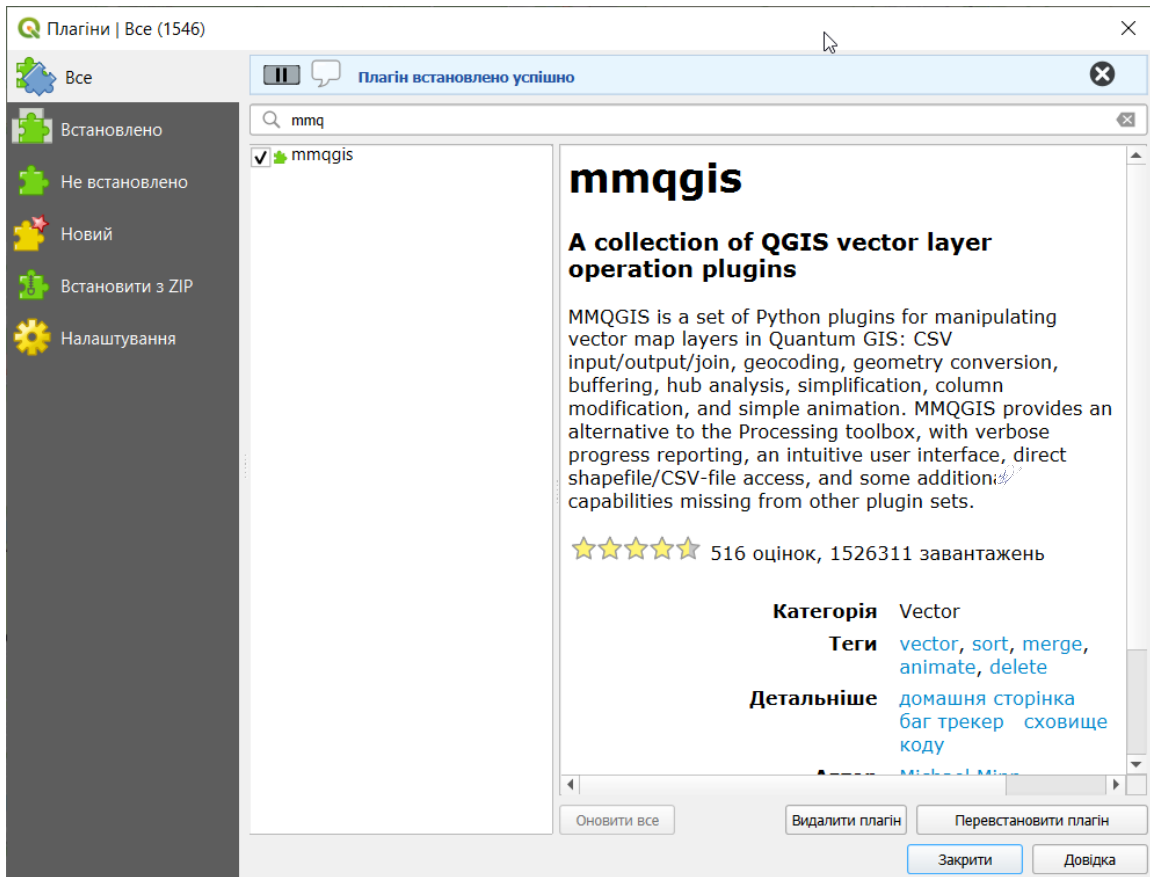 Плагіни | Все (1546)
Все
Встановлено
Не встановлено
Новий
Встановити з ZIP
Налаштування
Плагін встановлено успішно
mmq
mmqgis
mmqgis
A collection of QGIS vector layer
operation plugins
MMQGIS is a set of Python plugins for manipulating
vector map layers in Quantum GIS: CSV
input/output/join, geocoding, geometry conversion,
buffering, hub analysis, simplification, column
modification, and simple animation. MMQGIS provides an
alternative to the Processing toolbox, with verbose
progress reporting, an intuitive user interface, direct
shapefile/CSV-file access, and some additional
capabilities missing from other plugin sets.
516 оцінок, 1526311 завантажень
Категорія Vector
Теги vector, sort, merge,
animate, delete
Детальніше домашня сторінка
баг трекер сховище
коду
Автор Michael Minn
Оновити все
Видалити плагін
Перевстановити плагін
Закрити
Довідка